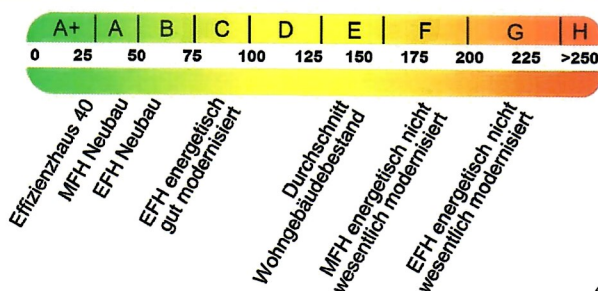 A+ A B C D E F G H
0 25 50 75 100 125 150 175 200 225 >250
Effizienzhaus 40
MFH Neubau
EFH Neubau
EFH energetisch
gut modernisiert
Durchschnitt
Wohngebäudebestand
MFH energetisch nicht
wesentlich modernisiert
EFH energetisch nicht
wesentlich modernisiert